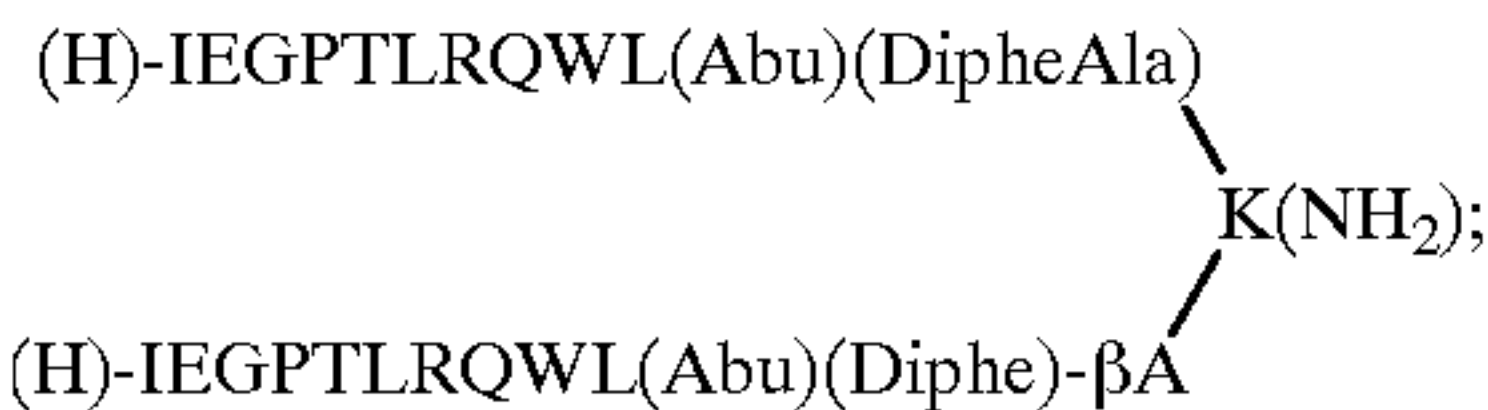 (H)-IEGPTLRQWL(Abu)(DipheAla)
K(NH₂);
(H)-IEGPTLRQWL(Abu)(Diphe)-βA